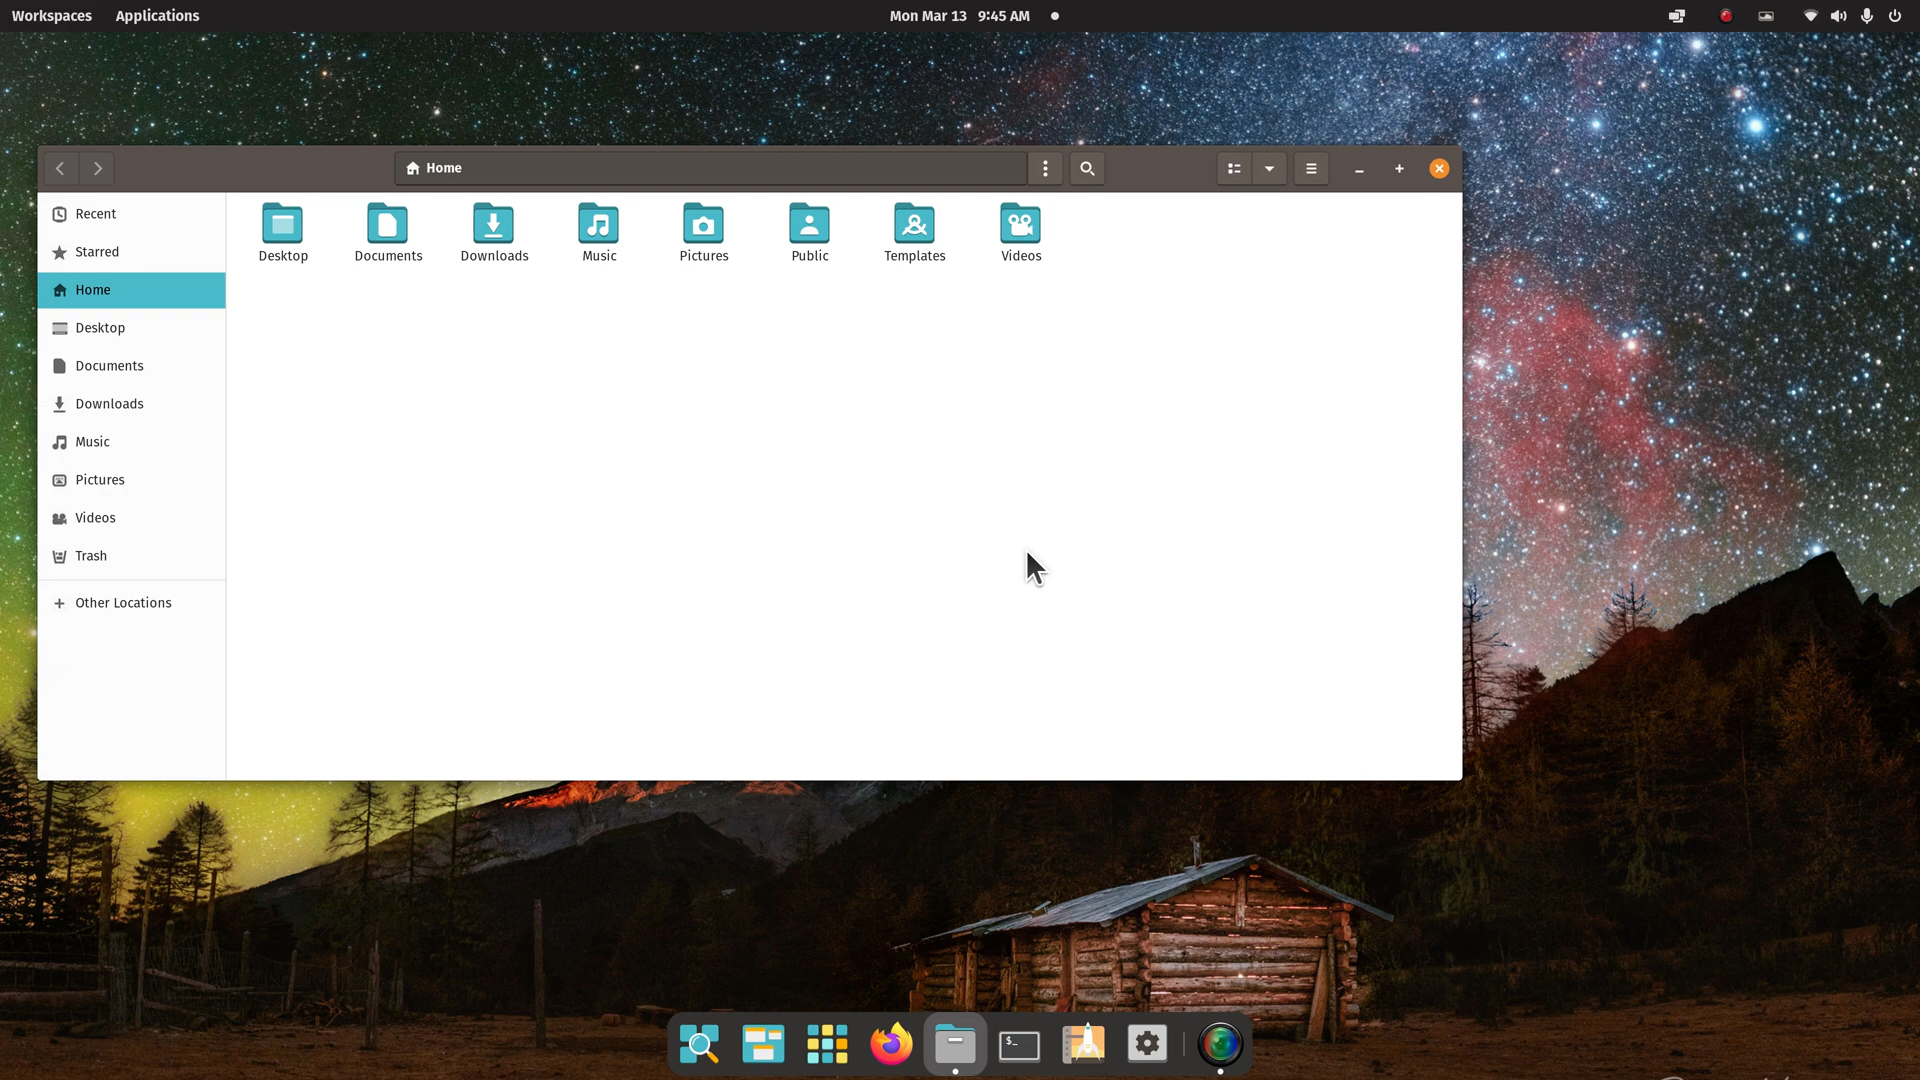 Workspaces Applications Mon Mar 13 9:45 AM
Home
Recent
Starred
Home
Desktop
Documents
Downloads
Music
Pictures
Videos
Trash
Other Locations
Desktop Documents Downloads Music Pictures Public Templates Videos
$_